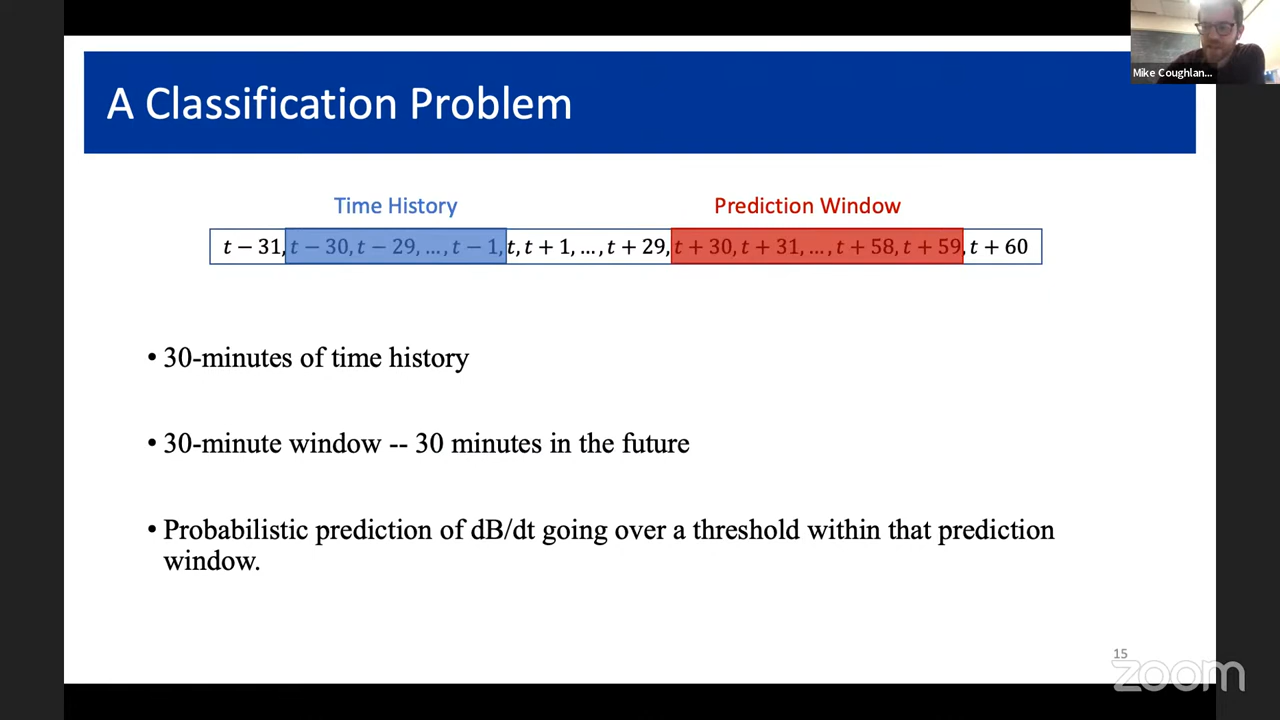 Mike Coughlan...
A Classification Problem
Time History
Prediction Window
t − 31, t − 30, t − 29, ..., t − 1, t, t + 1, ..., t + 29, t + 30, t + 31, ..., t + 58, t + 59, t + 60
• 30-minutes of time history
• 30-minute window -- 30 minutes in the future
• Probabilistic prediction of dB/dt going over a threshold within that prediction
window.
15
zoom